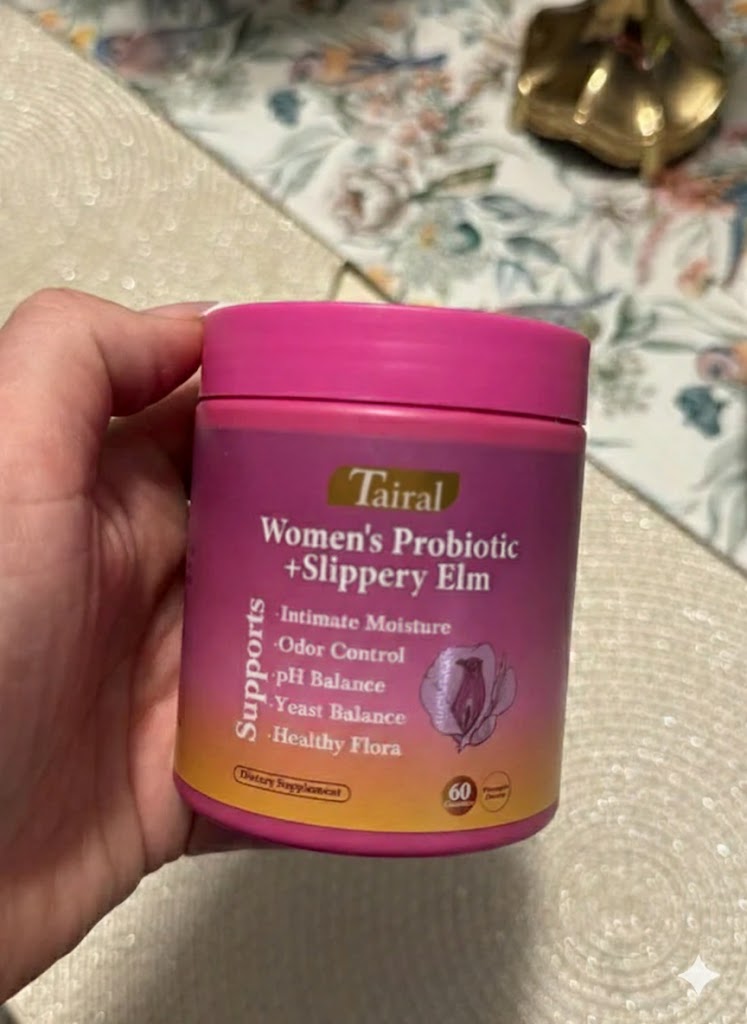 Tairal
Women's Probiotic
+Slippery Elm
Supports
·Intimate Moisture
·Odor Control
·pH Balance
·Yeast Balance
·Healthy Flora
Dietary Supplement
60